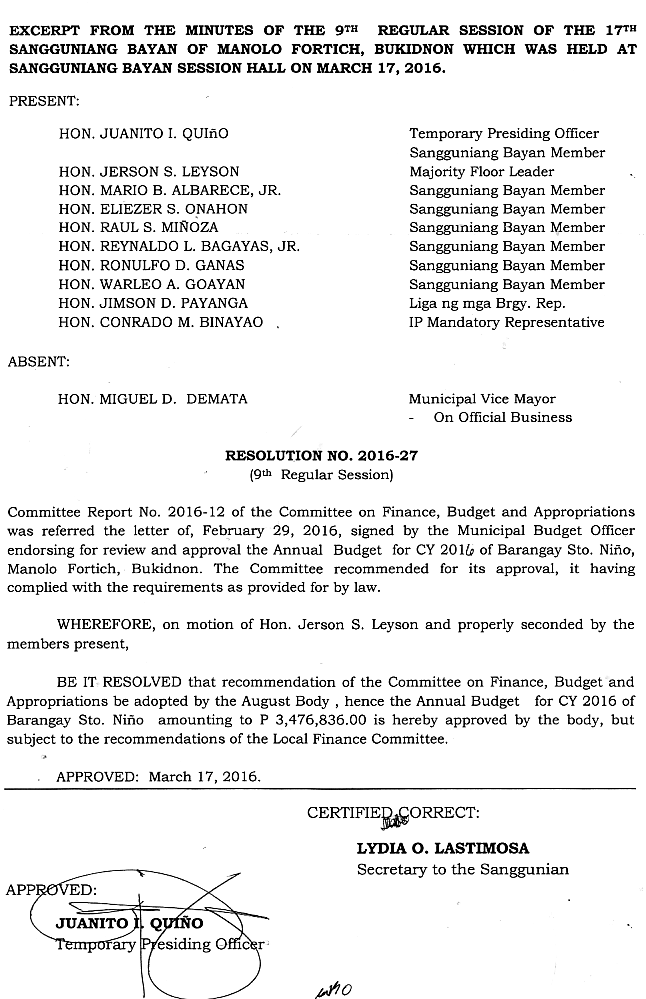 EXCERPT FROM THE MINUTES OF THE 9TH REGULAR SESSION OF THE 17TH
SANGGUNIANG BAYAN OF MANOLO FORTICH, BUKIDNON WHICH WAS HELD AT
SANGGUNIANG BAYAN SESSION HALL ON MARCH 17, 2016.
PRESENT:
HON. JUANITO I. QUIñO Temporary Presiding Officer
Sangguniang Bayan Member
HON. JERSON S. LEYSON Majority Floor Leader
HON. MARIO B. ALBARECE, JR. Sangguniang Bayan Member
HON. ELIEZER S. ONAHON Sangguniang Bayan Member
HON. RAUL S. MIÑOZA Sangguniang Bayan Member
HON. REYNALDO L. BAGAYAS, JR. Sangguniang Bayan Member
HON. RONULFO D. GANAS Sangguniang Bayan Member
HON. WARLEO A. GOAYAN Sangguniang Bayan Member
HON. JIMSON D. PAYANGA Liga ng mga Brgy. Rep.
HON. CONRADO M. BINAYAO IP Mandatory Representative
ABSENT:
HON. MIGUEL D. DEMATA Municipal Vice Mayor
- On Official Business
RESOLUTION NO. 2016-27
(9th Regular Session)
Committee Report No. 2016-12 of the Committee on Finance, Budget and Appropriations
was referred the letter of, February 29, 2016, signed by the Municipal Budget Officer
endorsing for review and approval the Annual Budget for CY 2016 of Barangay Sto. Niño,
Manolo Fortich, Bukidnon. The Committee recommended for its approval, it having
complied with the requirements as provided for by law.
WHEREFORE, on motion of Hon. Jerson S. Leyson and properly seconded by the
members present,
BE IT RESOLVED that recommendation of the Committee on Finance, Budget and
Appropriations be adopted by the August Body , hence the Annual Budget for CY 2016 of
Barangay Sto. Niño amounting to P 3,476,836.00 is hereby approved by the body, but
subject to the recommendations of the Local Finance Committee.
APPROVED: March 17, 2016.
CERTIFIED CORRECT:
LYDIA O. LASTIMOSA
Secretary to the Sanggunian
APPROVED:
JUANITO I. QUIÑO
Temporary Presiding Officer